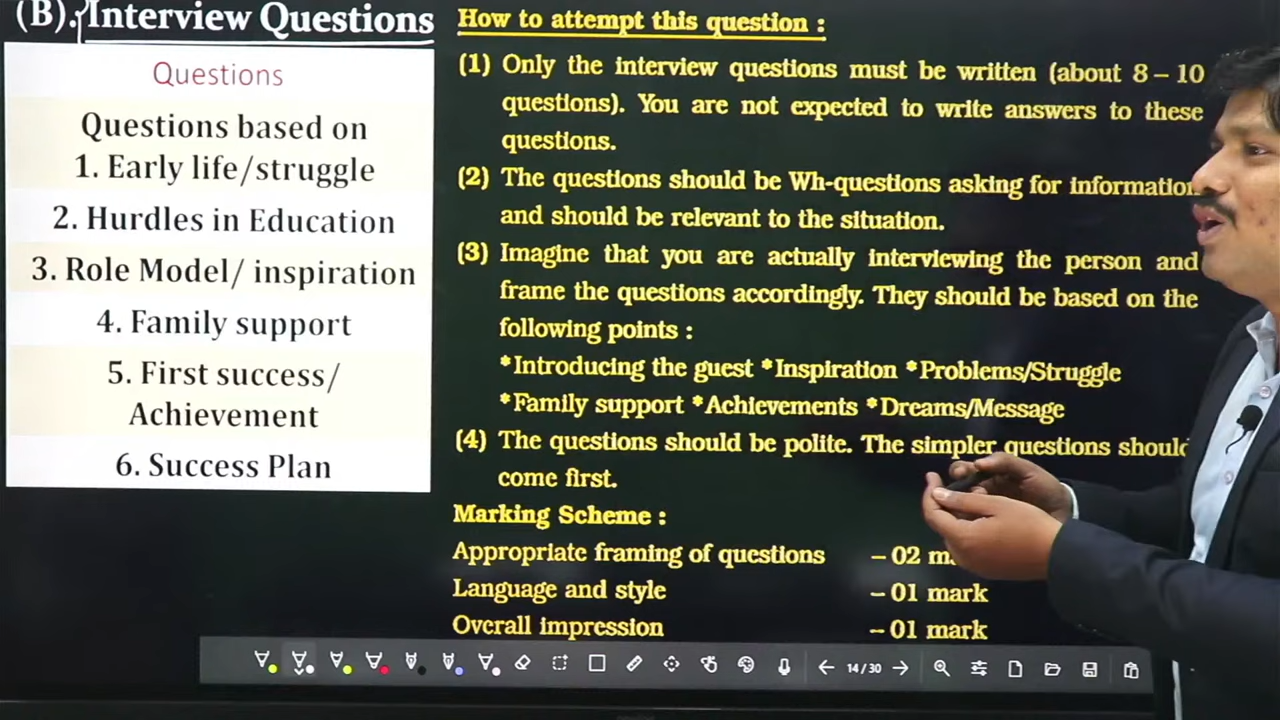 (B). Interview Questions
Questions
Questions based on
1. Early life/struggle
2. Hurdles in Education
3. Role Model/ inspiration
4. Family support
5. First success/
Achievement
6. Success Plan
How to attempt this question :
(1) Only the interview questions must be written (about 8 – 10
questions). You are not expected to write answers to these
questions.
(2) The questions should be Wh-questions asking for information
and should be relevant to the situation.
(3) Imagine that you are actually interviewing the person and
frame the questions accordingly. They should be based on the
following points :
*Introducing the guest *Inspiration *Problems/Struggle
*Family support *Achievements *Dreams/Message
(4) The questions should be polite. The simpler questions should
come first.
Marking Scheme :
Appropriate framing of questions – 02 m
Language and style – 01 mark
Overall impression – 01 mark
14/30